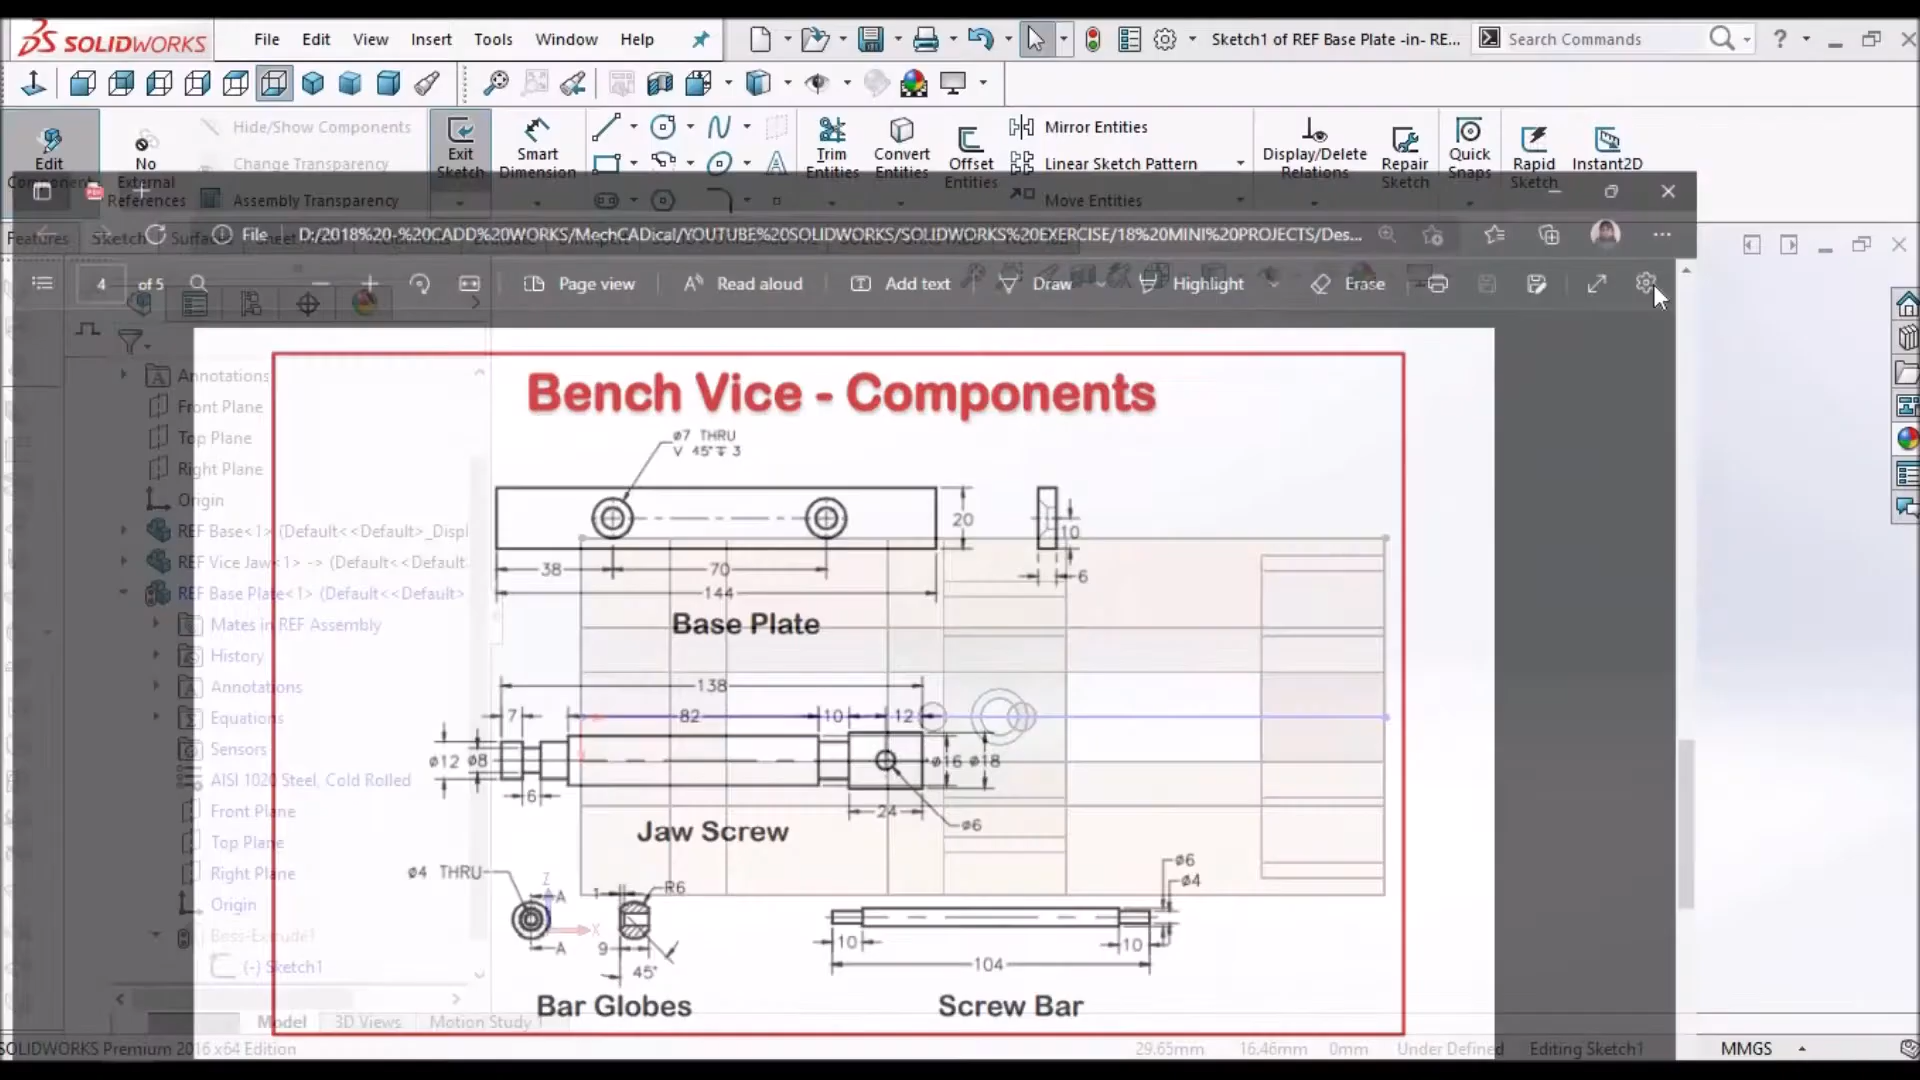 SOLIDWORKS File Edit View Insert Tools Window Help Sketch1 of REF Base Plate -in- RE... Search Commands ?
Edit Component
No External References
Hide/Show Components
Change Transparency
Assembly Transparency
Exit Sketch
Smart Dimension
Trim Entities
Convert Entities
Offset Entities
Mirror Entities
Linear Sketch Pattern
Move Entities
Display/Delete Relations
Repair Sketch
Quick Snaps
Rapid Sketch
Instant2D
Features Sketch
File D:/2018%20-%20CADD%20WORKS/MechCADical/YOUTUBE%20SOLIDWORKS/SOLIDWORKS%20EXERCISE/18%20MINI%20PROJECTS/Des...
4 of 5 Page view Read aloud Add text Draw Highlight Erase
Annotations
Front Plane
Top Plane
Right Plane
Origin
REF Base<1> (Default<<Default>_Displ
REF Vice Jaw<1> -> (Default<<Default
REF Base Plate<1> (Default<<Default>
Mates in REF Assembly
History
Annotations
Equations
Sensors
AISI 1020 Steel, Cold Rolled
Front Plane
Top Plane
Right Plane
Origin
Boss-Extrude1
(-) Sketch1
Bench Vice - Components
ø7 THRU
V 45° ↧ 3
20
10
38 70 6
144
Base Plate
138
7 82 10 12
ø12 ø8 ø16 ø18
6 24 ø6
Jaw Screw
ø4 THRU A 1 R6
A 9 45°
Z
X
Bar Globes
ø6
ø4
10 10
104
Screw Bar
Model 3D Views Motion Study 1
SOLIDWORKS Premium 2016 x64 Edition 29.65mm 16.46mm 0mm Under Defined Editing Sketch1 MMGS